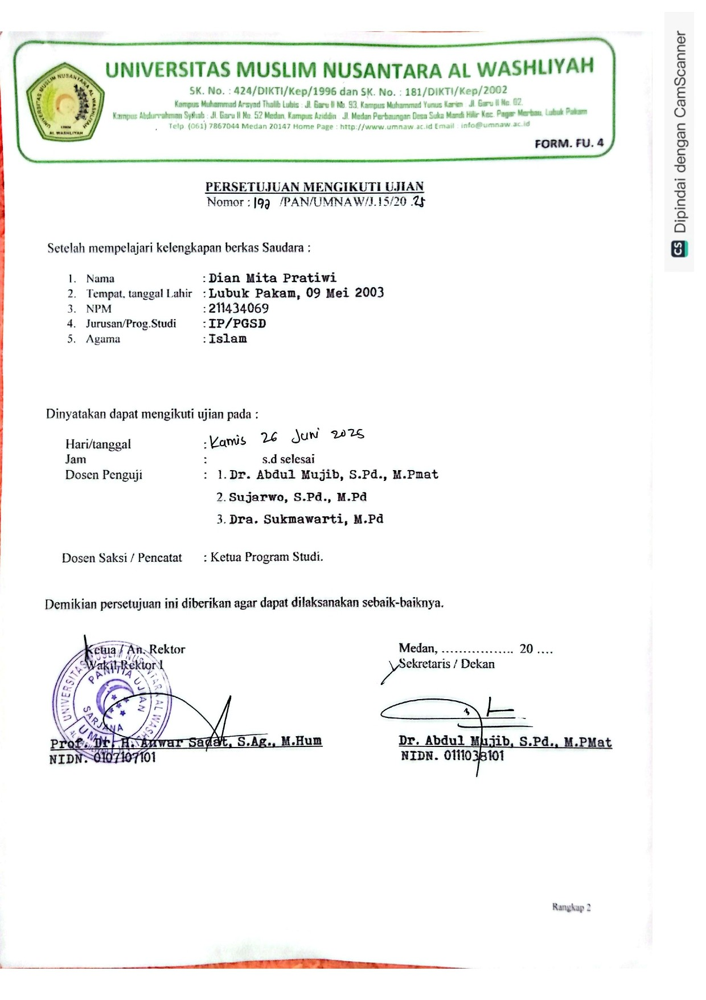 UNIVERSITAS MUSLIM NUSANTARA AL WASHLIYAH
SK. No. : 424/DIKTI/Kep/1996 dan SK. No. : 181/DIKTI/Kep/2002
Kampus Muhammad Arsyad Thalib Lubis : Jl. Garu II No. 93, Kampus Muhammad Yunus Karim : Jl. Garu II No. 02,
Kampus Abdurrahman Syihab : Jl. Garu II No. 52 Medan, Kampus Aziddin : Jl. Medan Perbaungan Desa Suka Mandi Hilir Kec. Pagar Merbau, Lubuk Pakam
Telp. (061) 7867044 Medan 20147 Home Page : http://www.umnaw.ac.id Email : info@umnaw.ac.id
FORM. FU. 4
PERSETUJUAN MENGIKUTI UJIAN
Nomor : 192 /PAN/UMNAW/J.15/20 .25
Setelah mempelajari kelengkapan berkas Saudara :
1. Nama : Dian Mita Pratiwi
2. Tempat, tanggal Lahir : Lubuk Pakam, 09 Mei 2003
3. NPM : 211434069
4. Jurusan/Prog.Studi : IP/PGSD
5. Agama : Islam
Dinyatakan dapat mengikuti ujian pada :
Hari/tanggal : Kamis 26 Juni 2025
Jam : s.d selesai
Dosen Penguji : 1. Dr. Abdul Mujib, S.Pd., M.Pmat
2. Sujarwo, S.Pd., M.Pd
3. Dra. Sukmawarti, M.Pd
Dosen Saksi / Pencatat : Ketua Program Studi.
Demikian persetujuan ini diberikan agar dapat dilaksanakan sebaik-baiknya.
Ketua / An. Rektor
Wakil Rektor I
UNIVERSITAS MUSLIM NUSANTARA AL WASHLIYAH
PANITIA UJIAN
SARJANA
UMN
Prof. Dr. H. Anwar Sadat, S.Ag., M.Hum
NIDN. 0107107101
Medan, ................. 20 ....
Sekretaris / Dekan
Dr. Abdul Mujib, S.Pd., M.PMat
NIDN. 0111038101
Rangkap 2
CS Dipindai dengan CamScanner